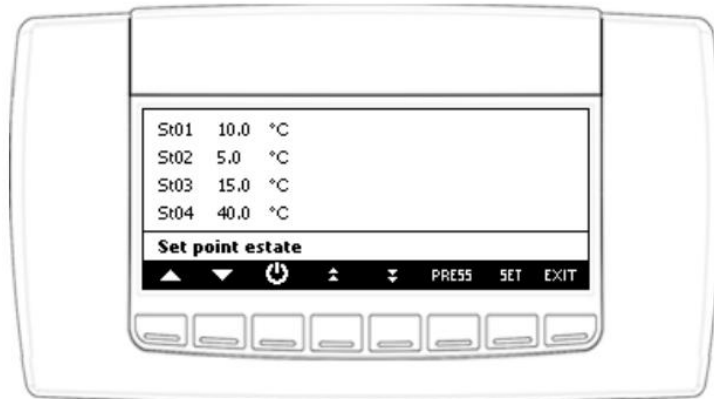 St01 10.0 °C
St02 5.0 °C
St03 15.0 °C
St04 40.0 °C
Set point estate
PRESS SET EXIT